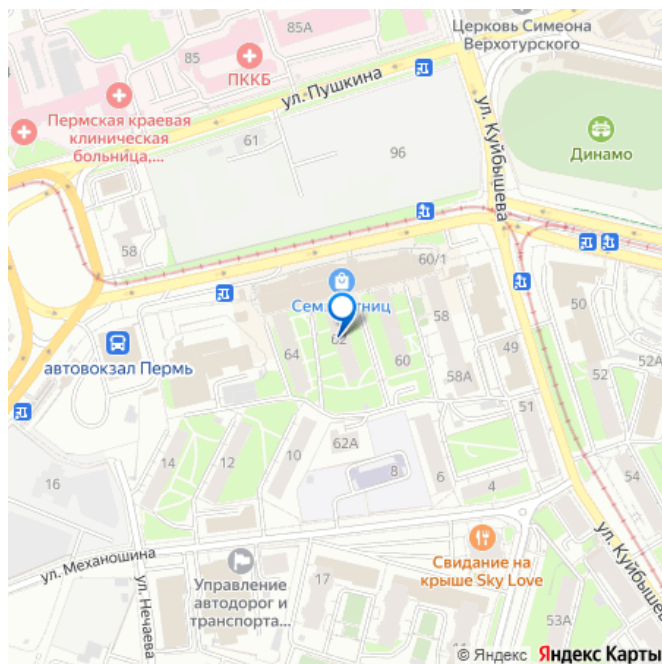 Церковь Симеона
Верхотурского
85А
85
ПККБ
ул. Пушкина
Пермская краевая
клиническая
больница,...
61
96
ул. Куйбышева
Динамо
58
60/1
Сем
тниц
62
64
60
58
50
49
52
52А
58А
автовокзал Пермь
51
14
12
10
62А
8
6
4
16
54
ул. Механошина
ул. Нечаева
Управление
автодорог и
транспорта...
17
Свидание на
крыше Sky Love
ул. Куйбышева
53А
© Яндекс Яндекс Карты